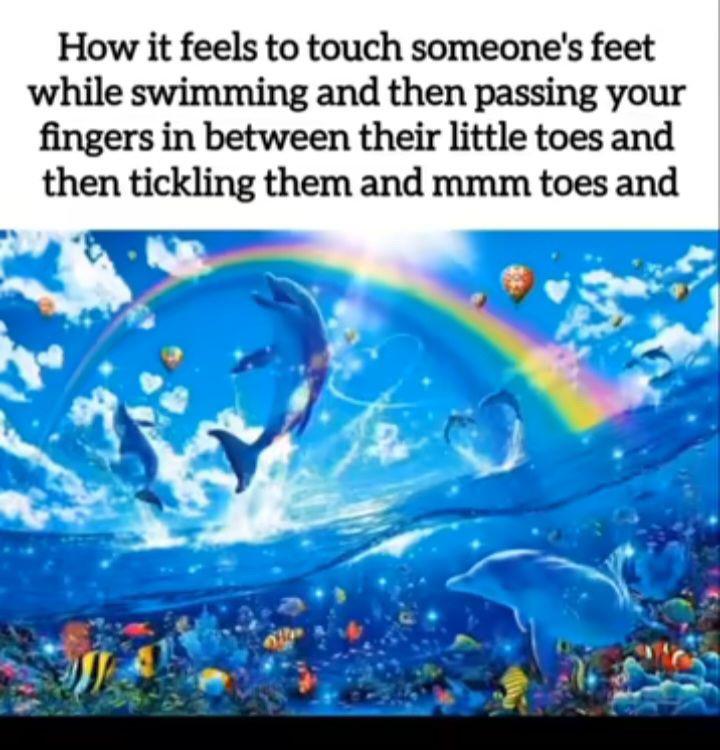 How it feels to touch someone's feet
while swimming and then passing your
fingers in between their little toes and
then tickling them and mmm toes and